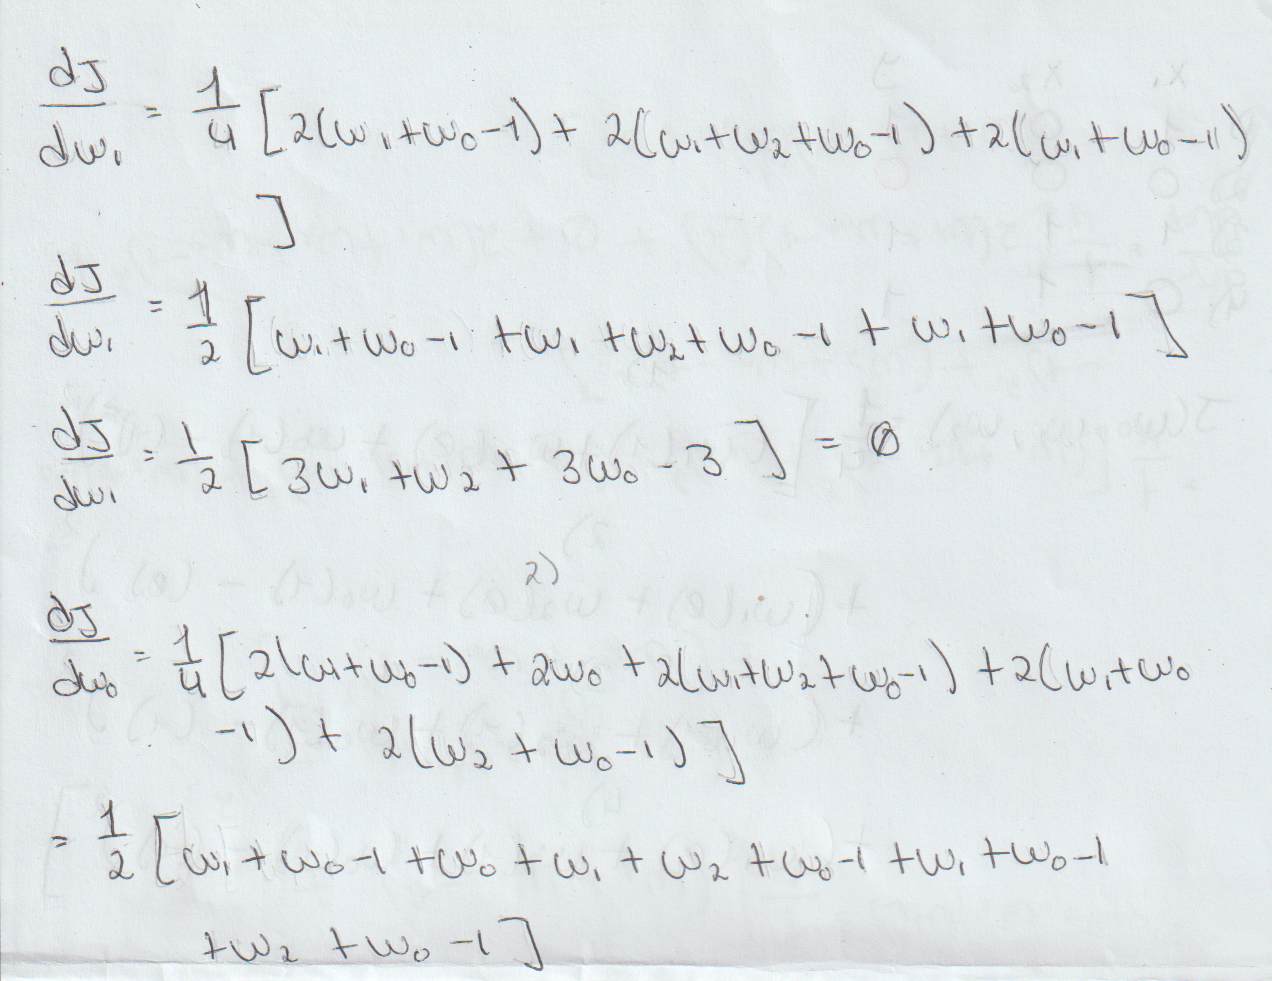 dJ/dw₁ = 1/4 [2(w₁+w₀-1) + 2(w₁+w₂+w₀-1) + 2(w₁+w₀-1)
]
dJ/dw₁ = 1/2 [w₁+w₀-1 +w₁ +w₂+w₀ -1 + w₁ +w₀-1]
dJ/dw₁ = 1/2 [3w₁ +w₂ + 3w₀ - 3] = 0
2)
dJ/dw₀ = 1/4 [2(w₁+w₀-1) + 2w₀ +2(w₁+w₂+w₀-1) +2(w₁+w₀
-1) + 2(w₂ + w₀-1)]
= 1/2 [w₁+w₀-1 +w₀ +w₁ + w₂ +w₀-1 +w₁ +w₀-1
+w₂ +w₀ -1]